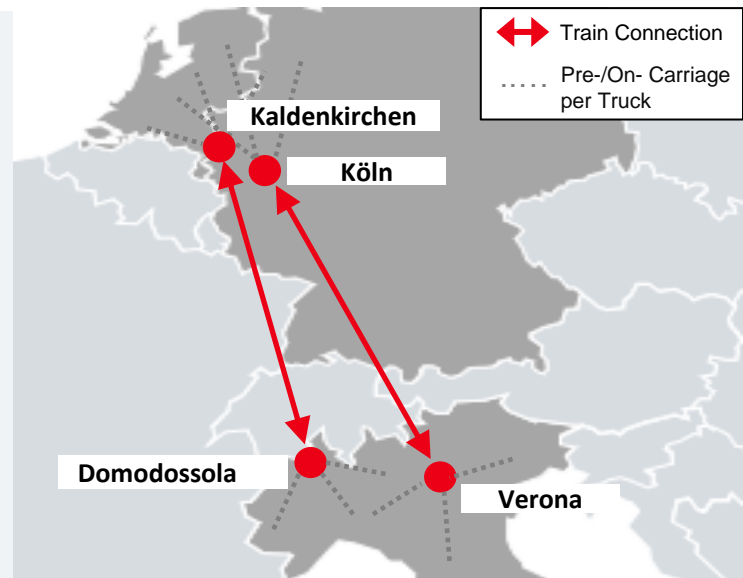 Train Connection
Pre-/On- Carriage
per Truck
Kaldenkirchen
Köln
Domodossola
Verona